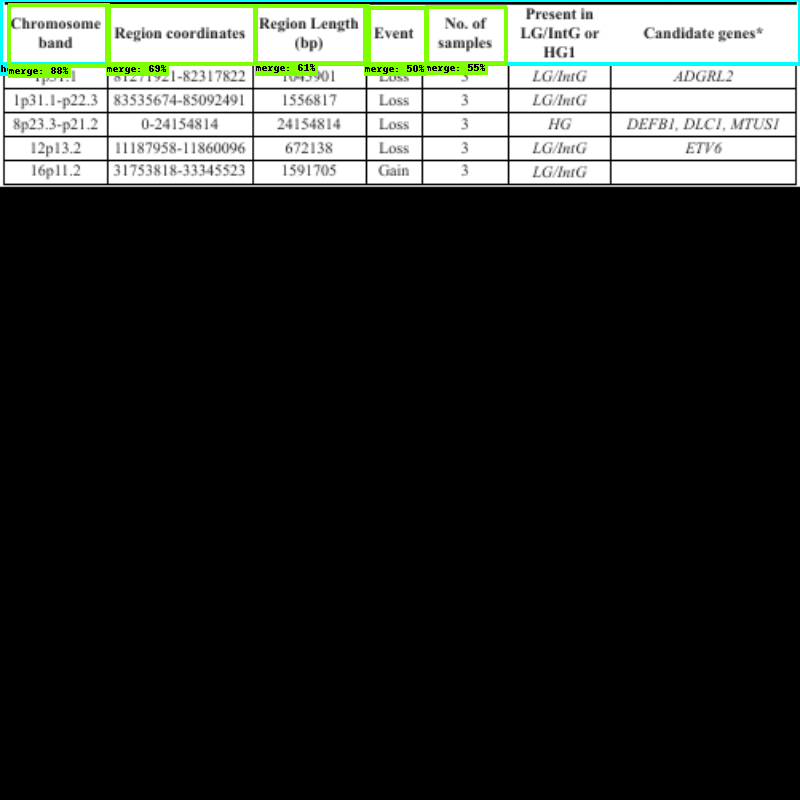 Chromosome band Region coordinates Region Length (bp) Event No. of samples Present in LG/IntG or HG1 Candidate genes*
merge: 88% merge: 69% merge: 61% merge: 50% merge: 55%
81271921-82317822 Loss 3 LG/IntG ADGRL2
1p31.1-p22.3 83535674-85092491 1556817 Loss 3 LG/IntG
8p23.3-p21.2 0-24154814 24154814 Loss 3 HG DEFB1, DLC1, MTUS1
12p13.2 11187958-11860096 672138 Loss 3 LG/IntG ETV6
16p11.2 31753818-33345523 1591705 Gain 3 LG/IntG